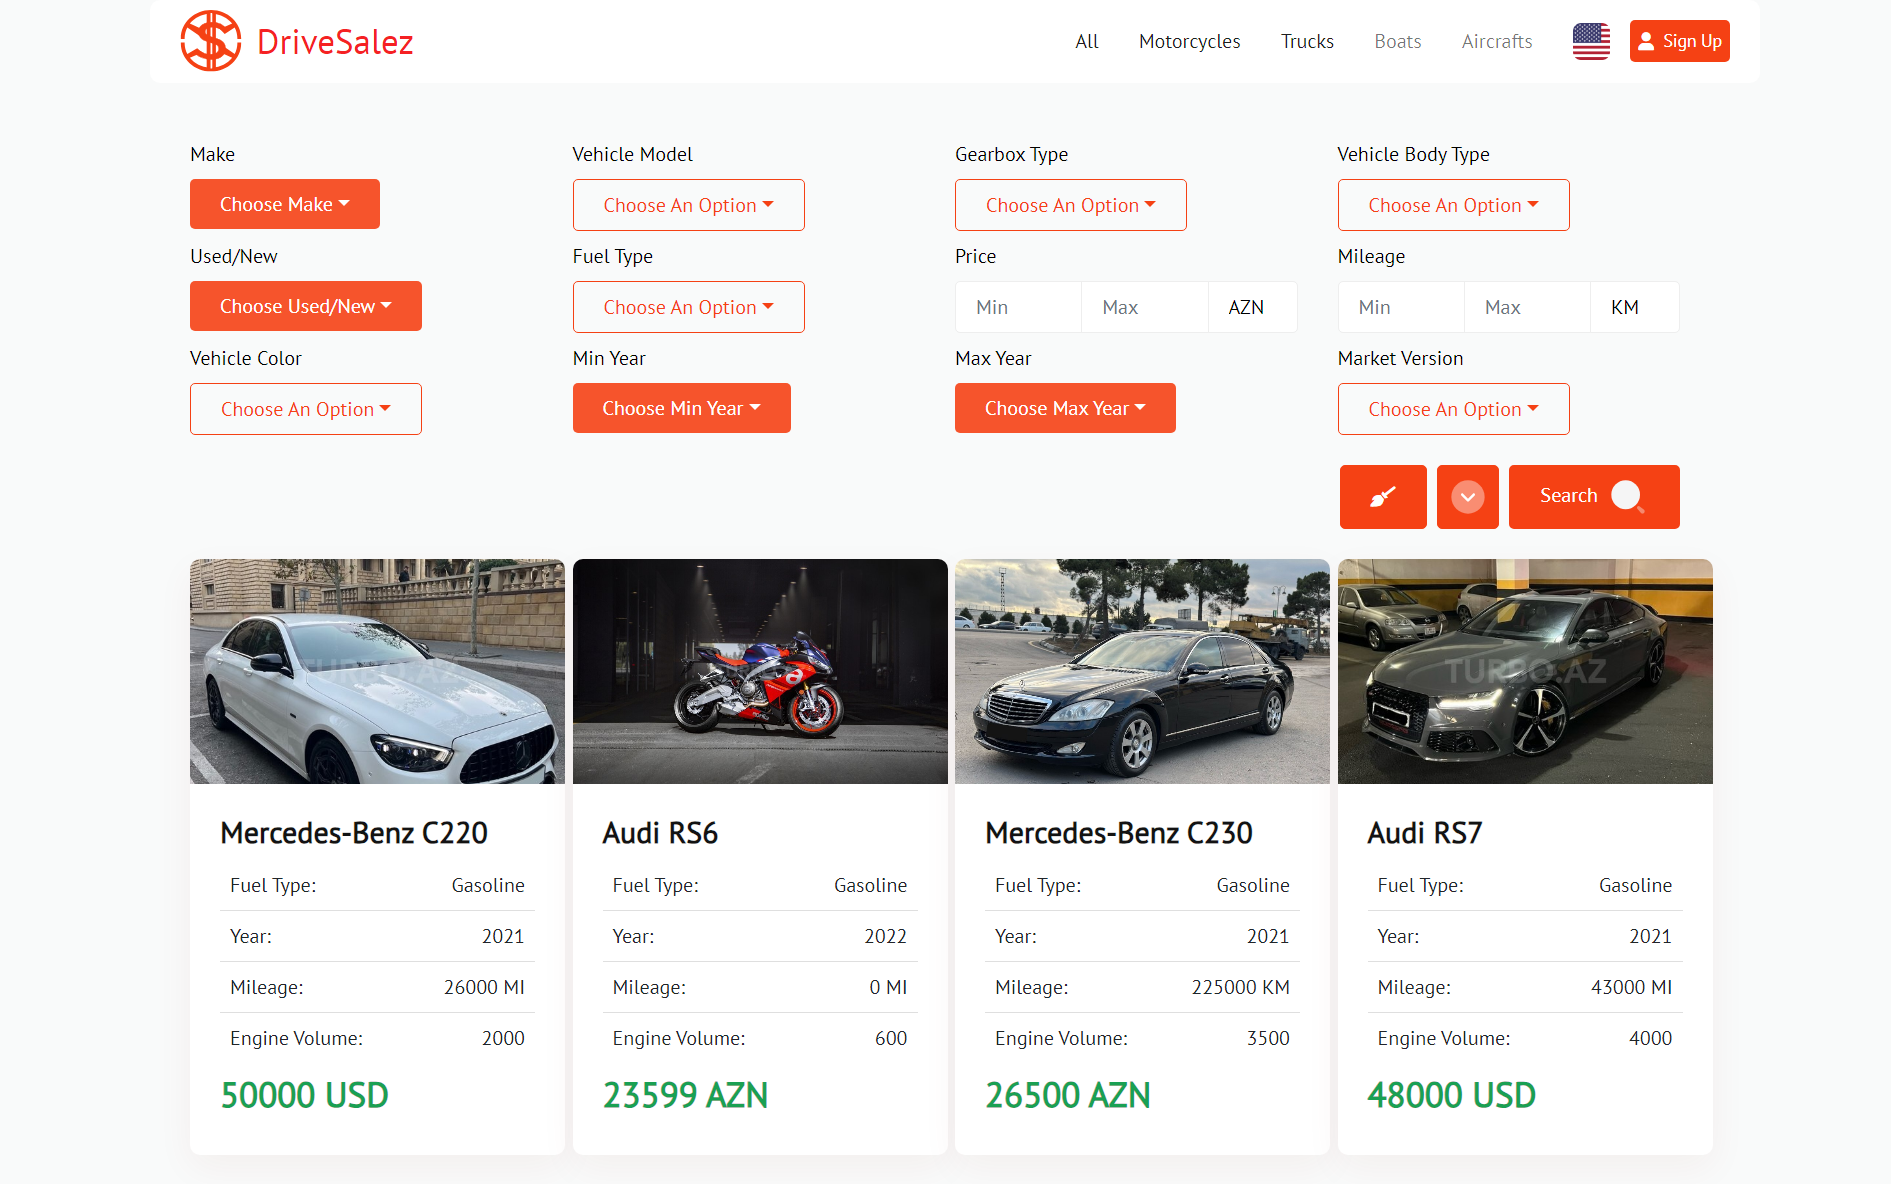 DriveSalez
All Motorcycles Trucks Boats Aircrafts Sign Up
Make Vehicle Model Gearbox Type Vehicle Body Type
Choose Make Choose An Option Choose An Option Choose An Option
Used/New Fuel Type Price Mileage
Choose Used/New Choose An Option Min Max AZN Min Max KM
Vehicle Color Min Year Max Year Market Version
Choose An Option Choose Min Year Choose Max Year Choose An Option
Search
TURBO.AZ TURBO.AZ
Mercedes-Benz C220 Audi RS6 Mercedes-Benz C230 Audi RS7
Fuel Type: Gasoline Fuel Type: Gasoline Fuel Type: Gasoline Fuel Type: Gasoline
Year: 2021 Year: 2022 Year: 2021 Year: 2021
Mileage: 26000 MI Mileage: 0 MI Mileage: 225000 KM Mileage: 43000 MI
Engine Volume: 2000 Engine Volume: 600 Engine Volume: 3500 Engine Volume: 4000
50000 USD 23599 AZN 26500 AZN 48000 USD